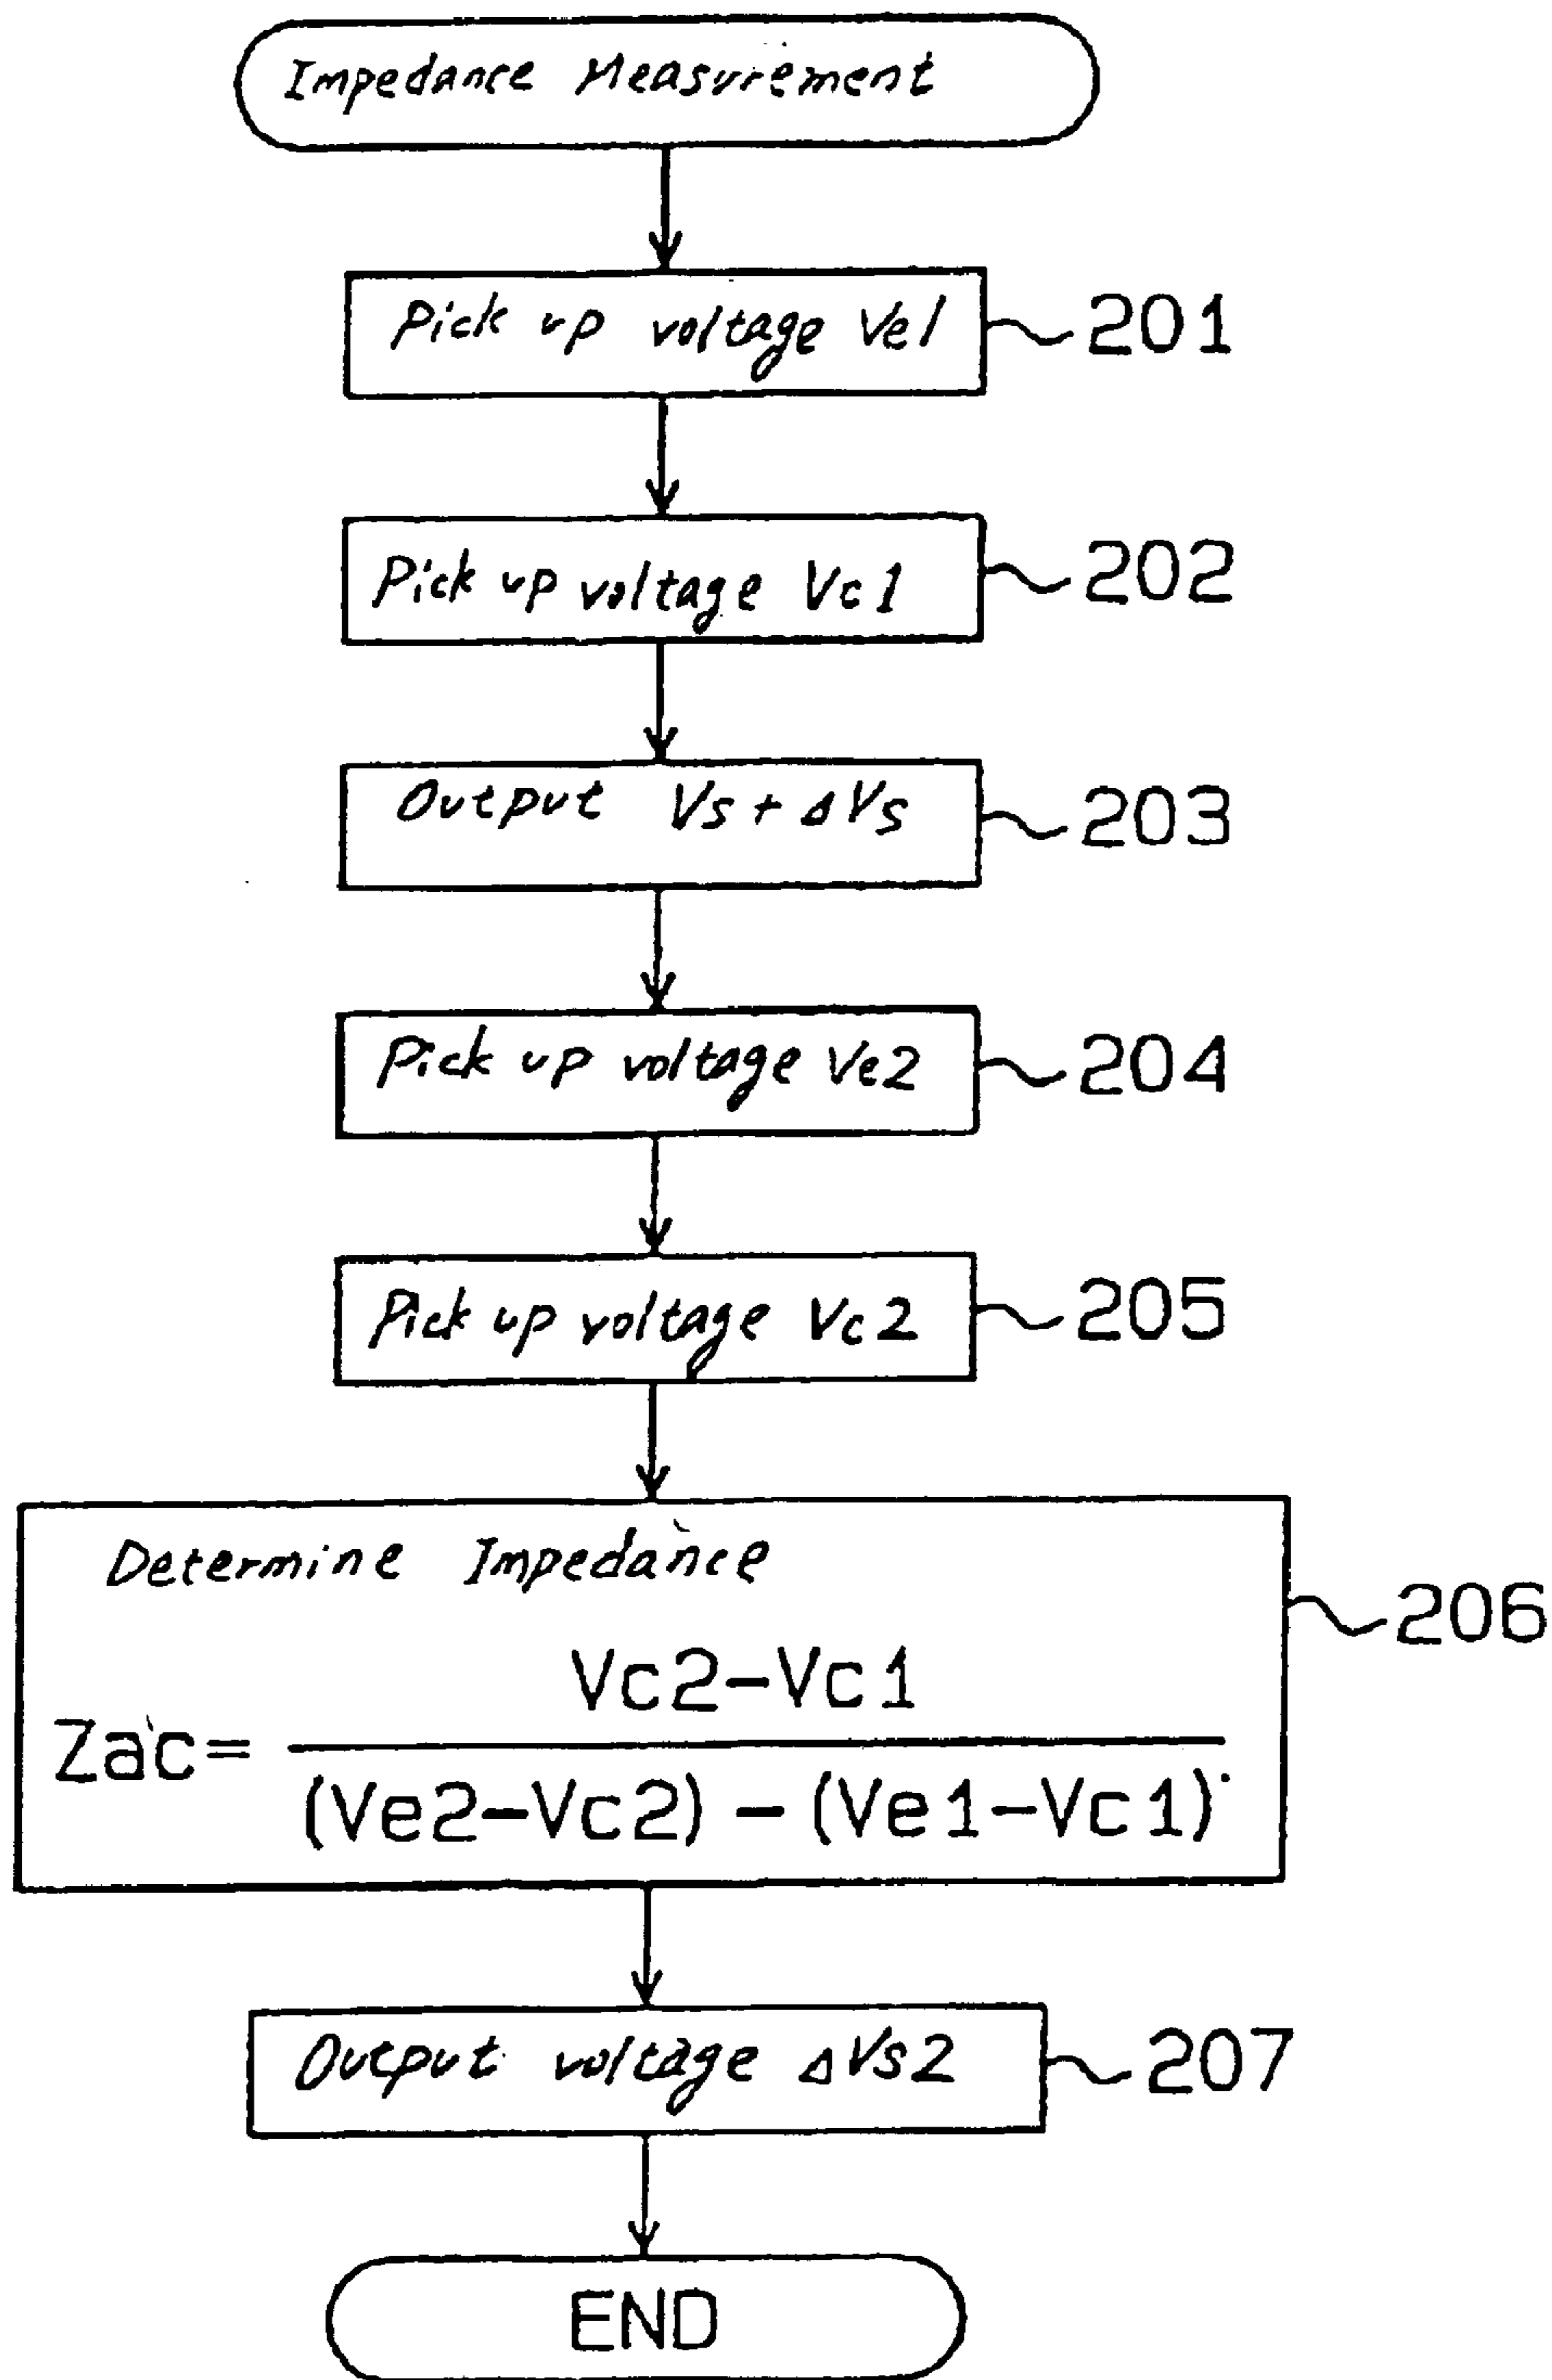 Impedance Measurement
Pick up voltage Ve1
201
Pick up voltage Vc1
202
Output Vs + ΔVs
203
Pick up voltage Ve2
204
Pick up voltage Vc2
205
Determine Impedance
206
Vc2-Vc1
Zac=
(Ve2-Vc2) - (Ve1-Vc1)
Output voltage ΔVs2
207
END